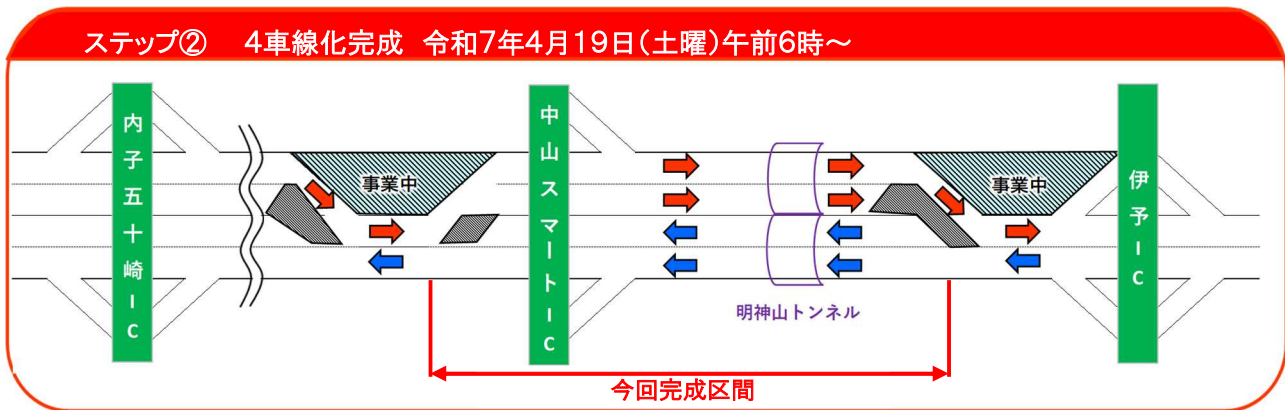 ステップ② 4車線化完成 令和7年4月19日(土曜)午前6時～
内子五十崎IC
事業中
中山スマートIC
明神山トンネル
事業中
伊予IC
今回完成区間